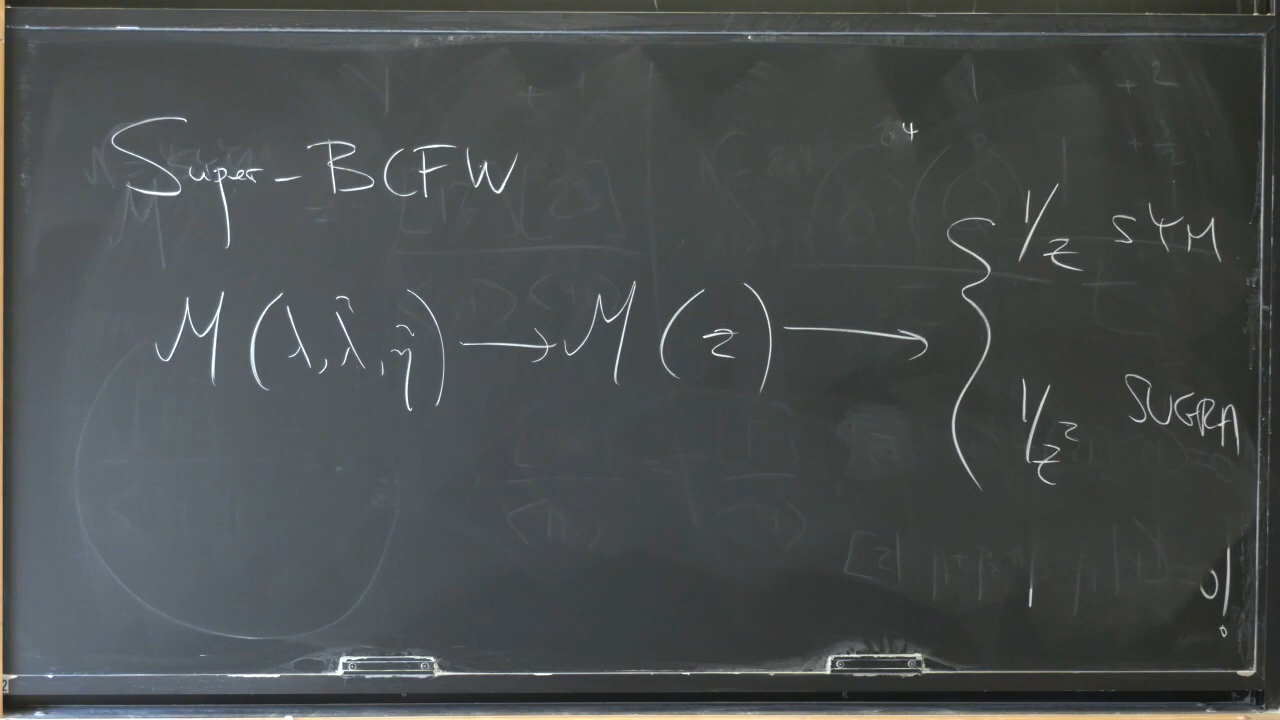 Super-BCFW
M(λ, λ̃, η̃) → M(z) → { 1/z SYM
1/z² SUGRA